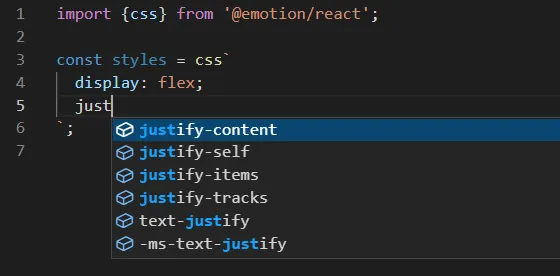 1 import {css} from '@emotion/react';
2
3 const styles = css`
4   display: flex;
5   just
justify-content
6 `;
justify-self
7
justify-items
justify-tracks
text-justify
-ms-text-justify